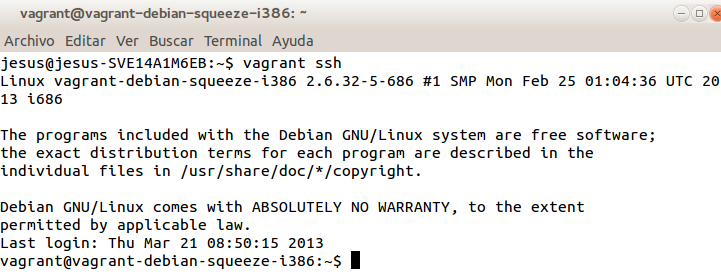 vagrant@vagrant-debian-squeeze-i386: ~
Archivo Editar Ver Buscar Terminal Ayuda
jesus@jesus-SVE14A1M6EB:~$ vagrant ssh
Linux vagrant-debian-squeeze-i386 2.6.32-5-686 #1 SMP Mon Feb 25 01:04:36 UTC 20
13 i686
The programs included with the Debian GNU/Linux system are free software;
the exact distribution terms for each program are described in the
individual files in /usr/share/doc/*/copyright.
Debian GNU/Linux comes with ABSOLUTELY NO WARRANTY, to the extent
permitted by applicable law.
Last login: Thu Mar 21 08:50:15 2013
vagrant@vagrant-debian-squeeze-i386:~$